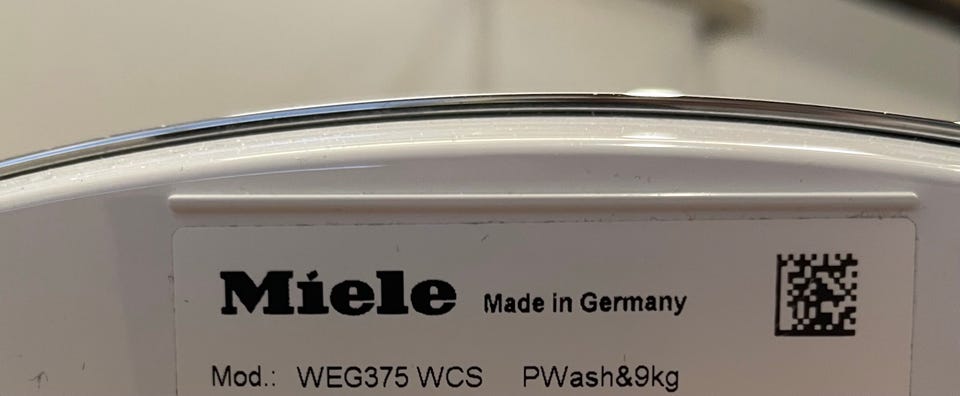 Miele Made in Germany
Mod.: WEG375 WCS PWash&9kg